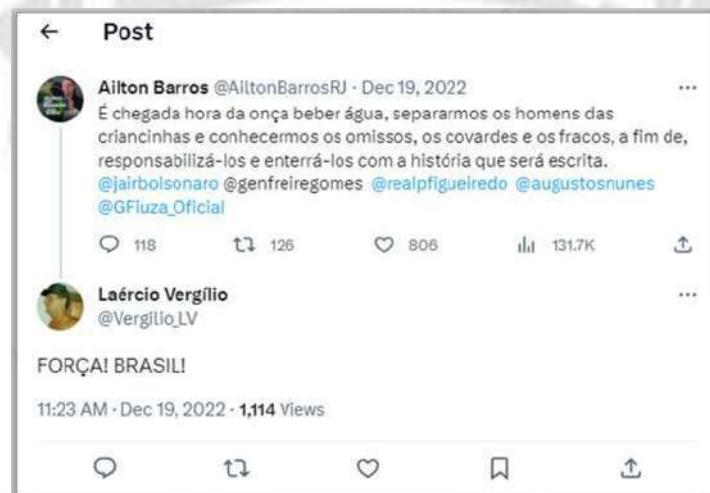 Post
Ailton Barros @AiltonBarrosRJ · Dec 19, 2022
É chegada hora da onça beber água, separarmos os homens das
criancinhas e conhecermos os omissos, os covardes e os fracos, a fim de,
responsabilizá-los e enterrá-los com a história que será escrita.
@jairbolsonaro @genfreiregomes @realpfigueiredo @augustosnunes
@GFiuza_Oficial
118 126 806 131.7K
Laércio Vergílio
@Vergilio_LV
FORÇA! BRASIL!
11:23 AM · Dec 19, 2022 · 1,114 Views